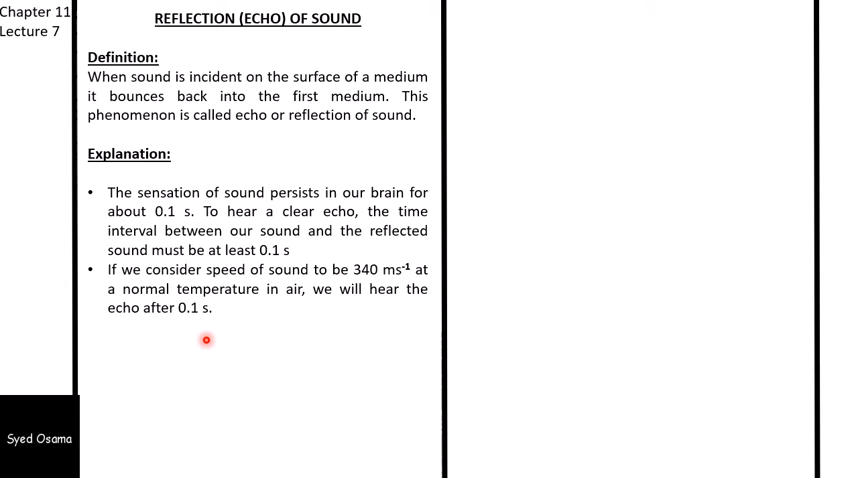 Chapter 11
Lecture 7
REFLECTION (ECHO) OF SOUND
Definition:
When sound is incident on the surface of a medium
it bounces back into the first medium. This
phenomenon is called echo or reflection of sound.
Explanation:
• The sensation of sound persists in our brain for
about 0.1 s. To hear a clear echo, the time
interval between our sound and the reflected
sound must be at least 0.1 s
• If we consider speed of sound to be 340 ms⁻¹ at
a normal temperature in air, we will hear the
echo after 0.1 s.
Syed Osama